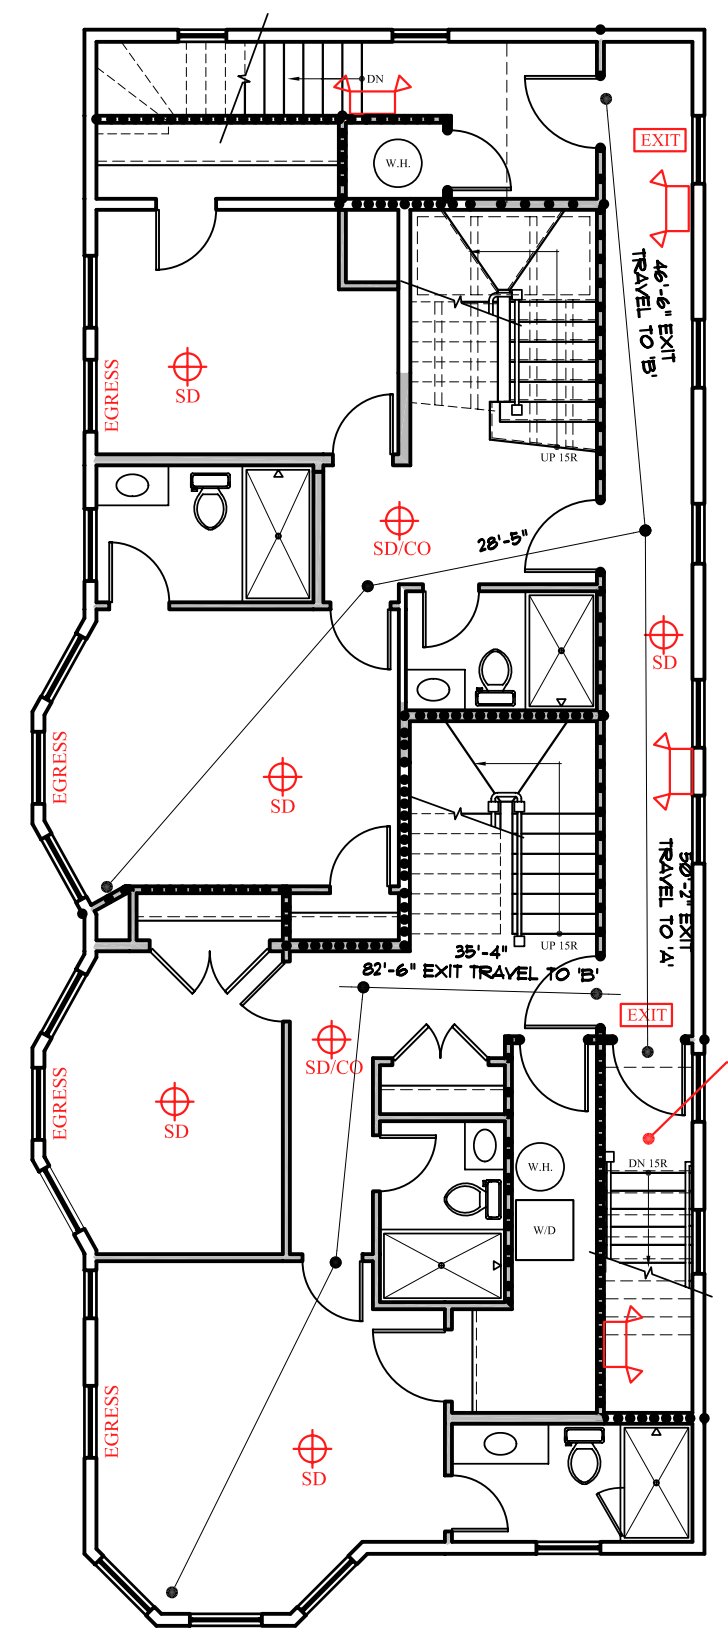 DN
W.H.
EXIT
46'-6" EXIT
TRAVEL TO 'B'
EGRESS
SD
UP 15R
SD/CO
28'-5"
SD
EGRESS
SD
50'-2" EXIT
TRAVEL TO 'A'
UP 15R
35'-4"
82'-6" EXIT TRAVEL TO 'B'
EXIT
SD/CO
EGRESS
SD
W.H.
DN 15R
W/D
EGRESS
SD